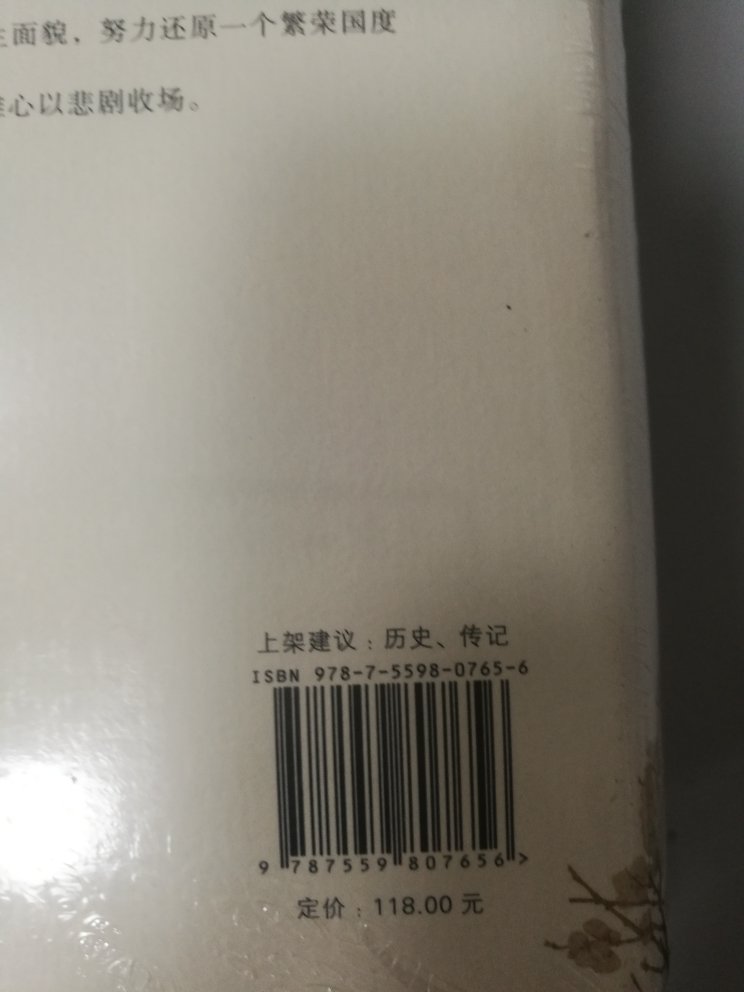 面貌，努力还原一个繁荣国度
心以悲剧收场。
上架建议：历史、传记
ISBN 978-7-5598-0765-6
9 787559 807656 >
定价：118.00 元